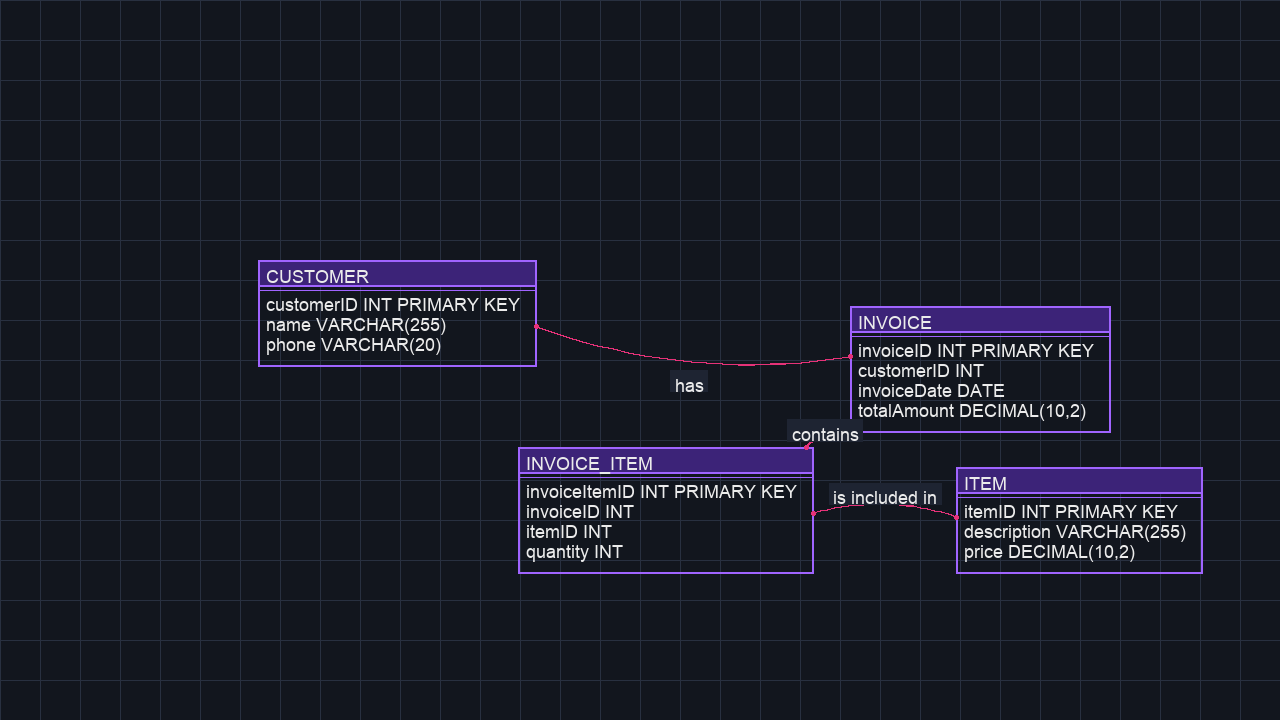 CUSTOMER
customerID INT PRIMARY KEY
name VARCHAR(255)
phone VARCHAR(20)
has
INVOICE
invoiceID INT PRIMARY KEY
customerID INT
invoiceDate DATE
totalAmount DECIMAL(10,2)
contains
INVOICE_ITEM
invoiceItemID INT PRIMARY KEY
invoiceID INT
itemID INT
quantity INT
is included in
ITEM
itemID INT PRIMARY KEY
description VARCHAR(255)
price DECIMAL(10,2)